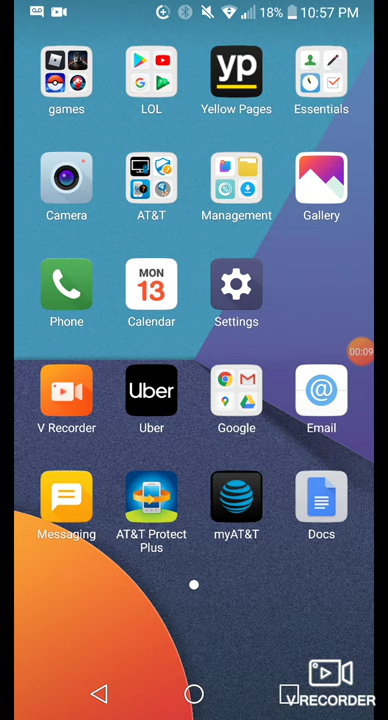 18% 10:57 PM
games LOL yp Yellow Pages Essentials
Camera AT&T Management Gallery
MON
13
Phone Calendar Settings
00:09
Uber
V Recorder Uber Google Email
Messaging AT&T Protect Plus myAT&T Docs
V RECORDER